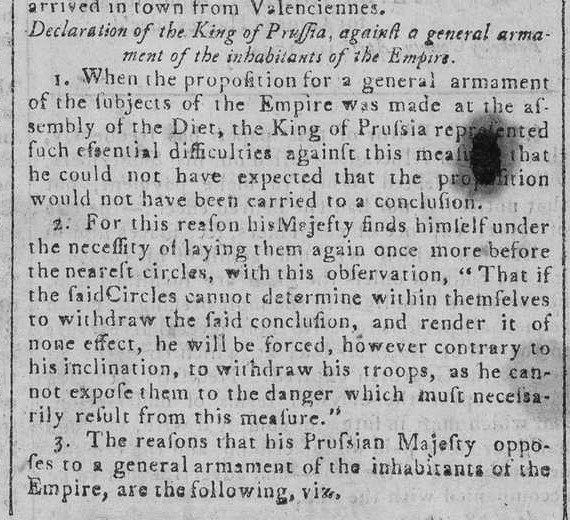 arrived in town from Valenciennes.
Declaration of the King of Pruſſia, againſt a general arma-
ment of the inhabitants of the Empire.
1. When the propoſition for a general armament
of the ſubjects of the Empire was made at the aſ-
sembly of the Diet, the King of Pruſsia repreſented
ſuch eſsential difficulties againſt this meaſure that
he could not have expected that the propoſition
would not have been carried to a concluſion.
2. For this reaſon his Majeſty finds himſelf under
the neceſſity of laying them again once more before
the neareſt circles, with this obſervation, “That if
the ſaid Circles cannot determine within themſelves
to withdraw the ſaid concluſion, and render it of
none effect, he will be forced, however contrary to
his inclination, to withdraw his troops, as he can-
not expoſe them to the danger which muſt neceſsa-
rily reſult from this meaſure.”
3. The reaſons that his Pruſsian Majeſty oppo-
ſes to a general armament of the inhabitants of the
Empire, are the following, viz.